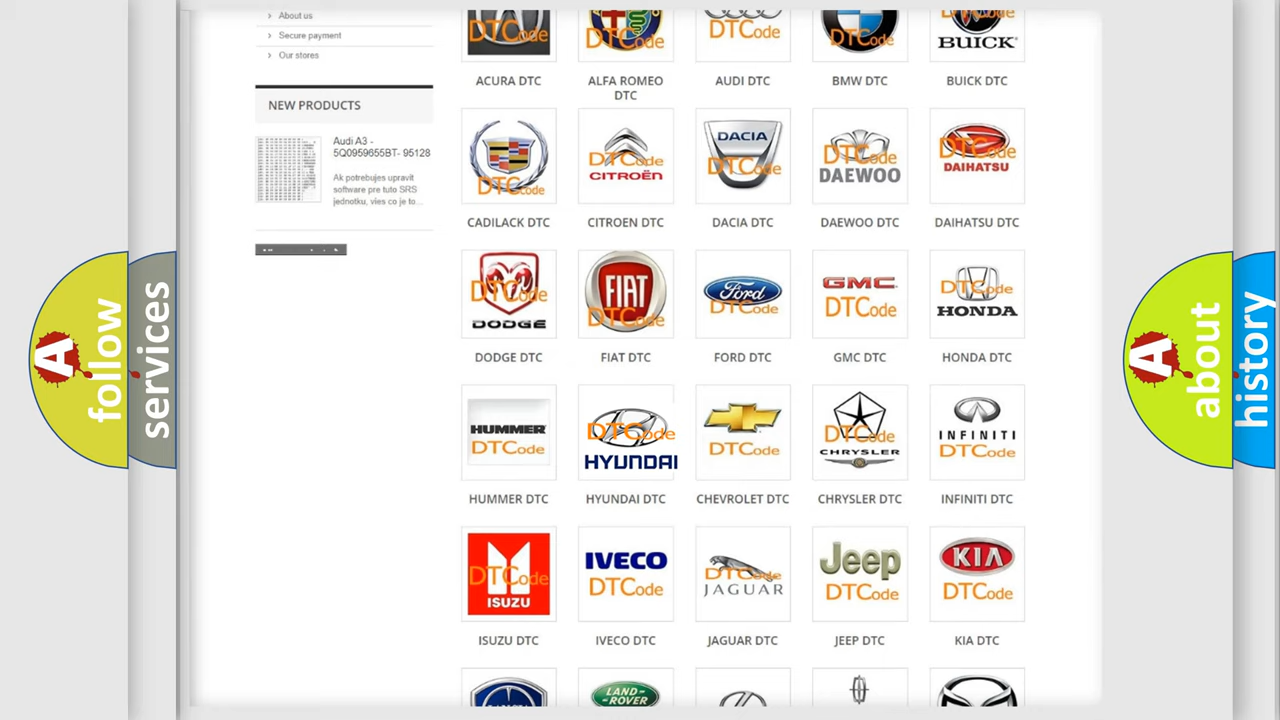 About us
Secure payment
Our stores
NEW PRODUCTS
Audi A3 -
5Q0959655BT- 95128
Ak potrebujes upravit
software pre tuto SRS
jednotku, vies co je to...
DTCode
DTCode
DTCode
DTCode
BUICK
ACURA DTC
ALFA ROMEO
DTC
AUDI DTC
BMW DTC
BUICK DTC
DTCode
DTCode
CITROËN
DACIA
DTCode
DTCode
DAEWOO
DTCode
DAIHATSU
CADILACK DTC
CITROEN DTC
DACIA DTC
DAEWOO DTC
DAIHATSU DTC
DTCode
DODGE
FIAT
DTCode
Ford
DTCode
GMC
DTCode
DTCode
HONDA
DODGE DTC
FIAT DTC
FORD DTC
GMC DTC
HONDA DTC
HUMMER
DTCode
DTCode
HYUNDAI
DTCode
DTCode
CHRYSLER
INFINITI
DTCode
HUMMER DTC
HYUNDAI DTC
CHEVROLET DTC
CHRYSLER DTC
INFINITI DTC
DTCode
ISUZU
IVECO
DTCode
DTCode
JAGUAR
Jeep
DTCode
KIA
DTCode
ISUZU DTC
IVECO DTC
JAGUAR DTC
JEEP DTC
KIA DTC
LAND-
ROVER
A follow
services
A about
history